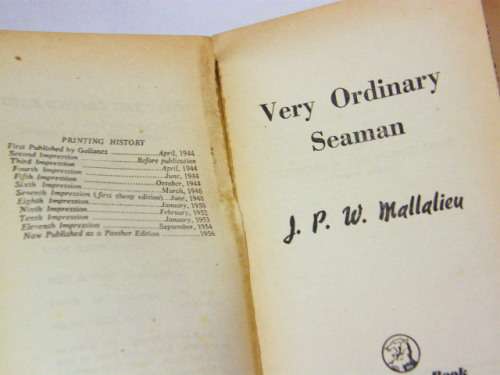 PRINTING HISTORY
First Published by Gollancz April, 1944
Second Impression Before publication
Third Impression April, 1944
Fourth Impression June, 1944
Fifth Impression October, 1944
Sixth Impression March, 1946
Seventh Impression (first cheap edition) June, 1948
Eighth Impression January, 1950
Ninth Impression February, 1952
Tenth Impression January, 1953
Eleventh Impression September, 1954
Now Published as a Panther Edition 1956
Very Ordinary
Seaman
J. P. W. Mallalieu
Book